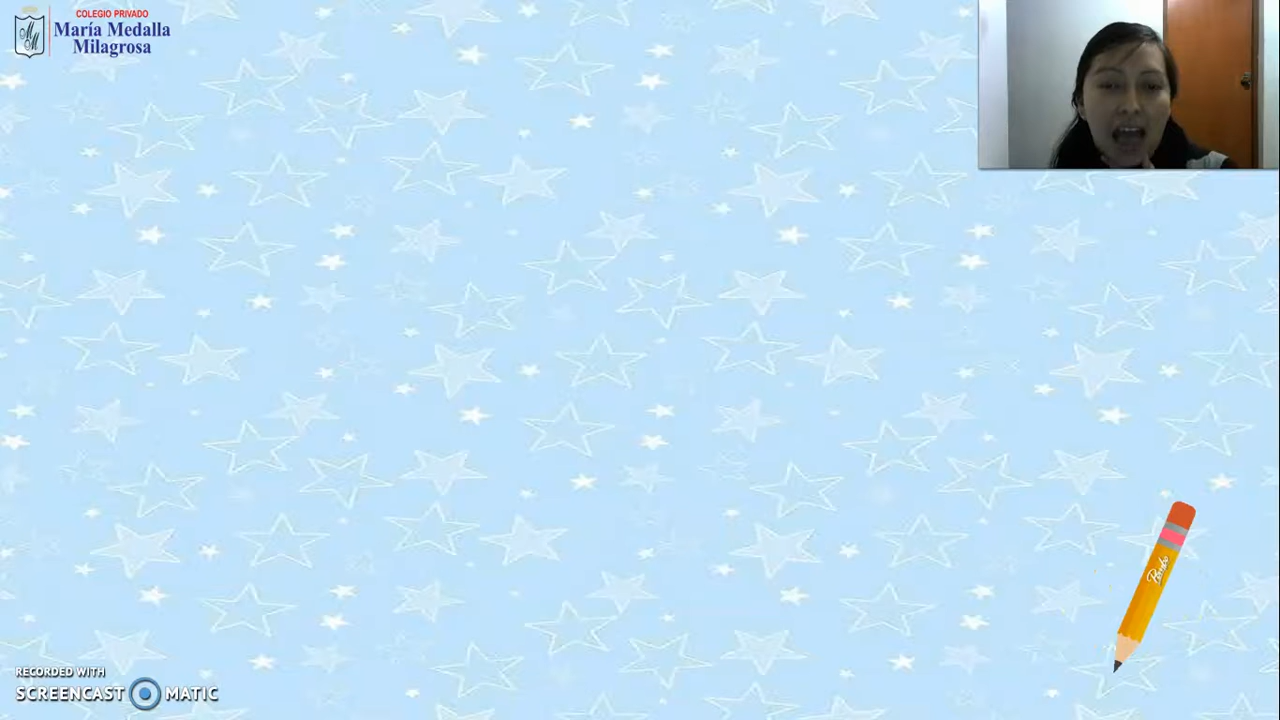 COLEGIO PRIVADO
María Medalla
Milagrosa
RECORDED WITH
SCREENCAST MATIC